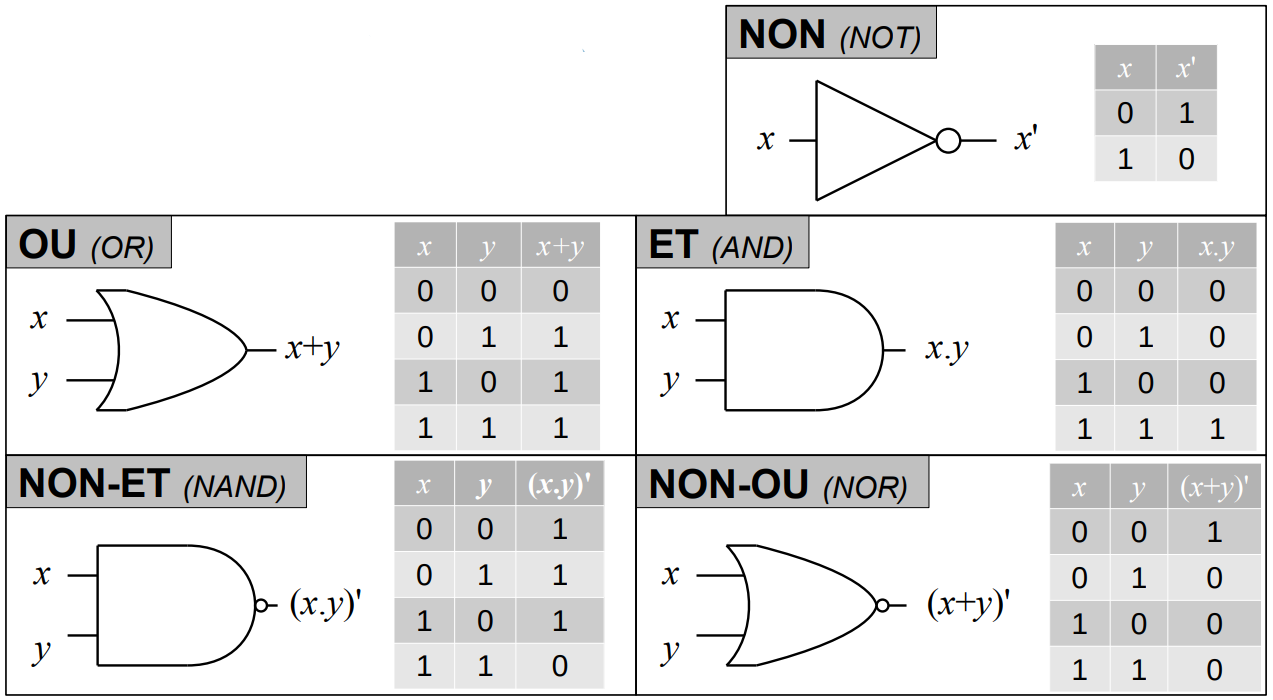 NON (NOT)
x x'
0 1
1 0
x x'
OU (OR)
x y x+y
0 0 0
0 1 1
1 0 1
1 1 1
x
y
x+y
ET (AND)
x y x.y
0 0 0
0 1 0
1 0 0
1 1 1
x
y
x.y
NON-ET (NAND)
x y (x.y)'
0 0 1
0 1 1
1 0 1
1 1 0
x
y
(x.y)'
NON-OU (NOR)
x y (x+y)'
0 0 1
0 1 0
1 0 0
1 1 0
x
y
(x+y)'